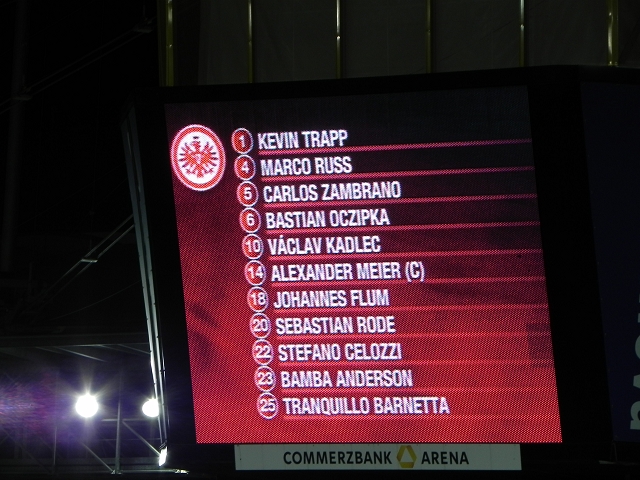 1 KEVIN TRAPP
4 MARCO RUSS
5 CARLOS ZAMBRANO
6 BASTIAN OCZIPKA
10 VÁCLAV KADLEC
14 ALEXANDER MEIER (C)
18 JOHANNES FLUM
20 SEBASTIAN RODE
22 STEFANO CELOZZI
23 BAMBA ANDERSON
25 TRANQUILLO BARNETTA
COMMERZBANK ARENA